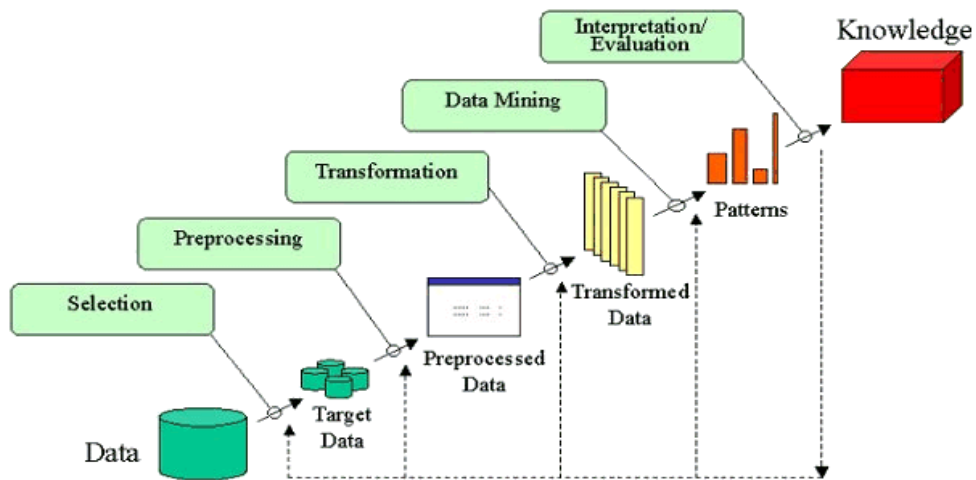 Interpretation/
Evaluation
Knowledge
Data Mining
Transformation
Patterns
Preprocessing
Transformed
Data
Selection
Preprocessed
Data
Target
Data
Data